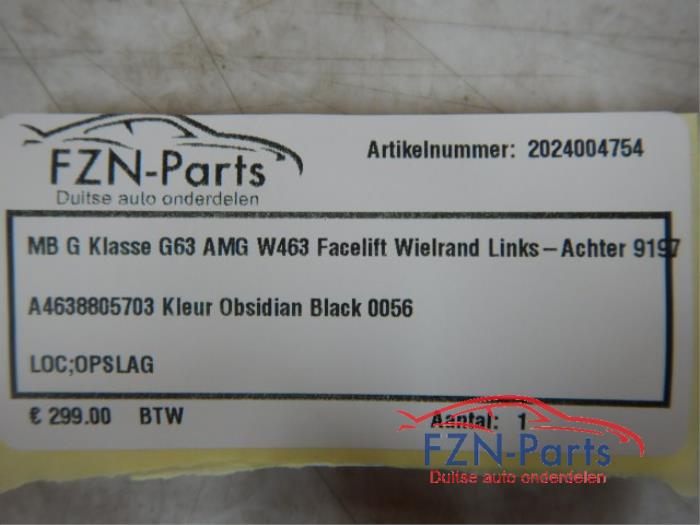 FZN-Parts
Duitse auto onderdelen
Artikelnummer: 2024004754
MB G Klasse G63 AMG W463 Facelift Wielrand Links-Achter 9197
A4638805703 Kleur Obsidian Black 0056
LOC;OPSLAG
€ 299.00 BTW
Aantal: 1
FZN-Parts
Duitse auto onderdelen